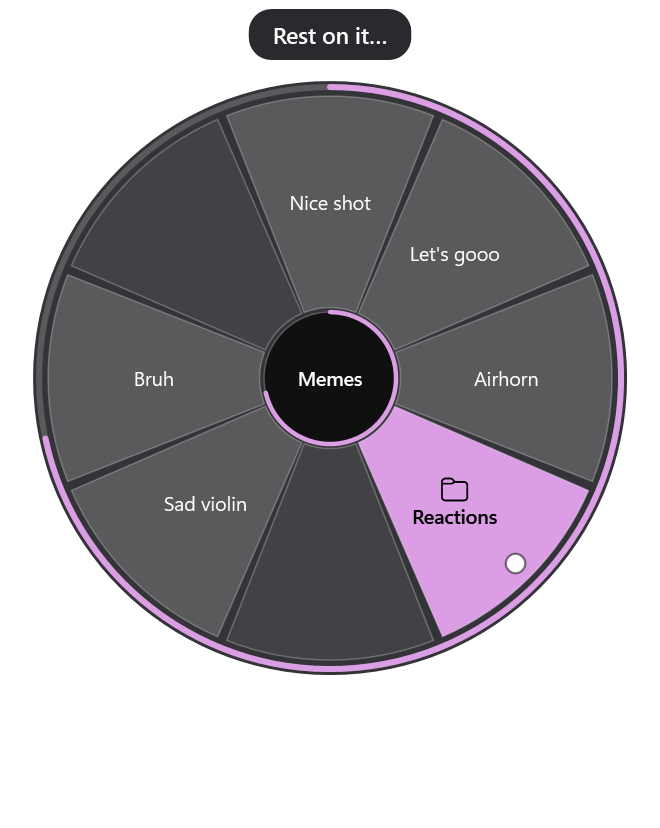 Rest on it...
Nice shot
Let's gooo
Bruh
Memes
Airhorn
Sad violin
Reactions